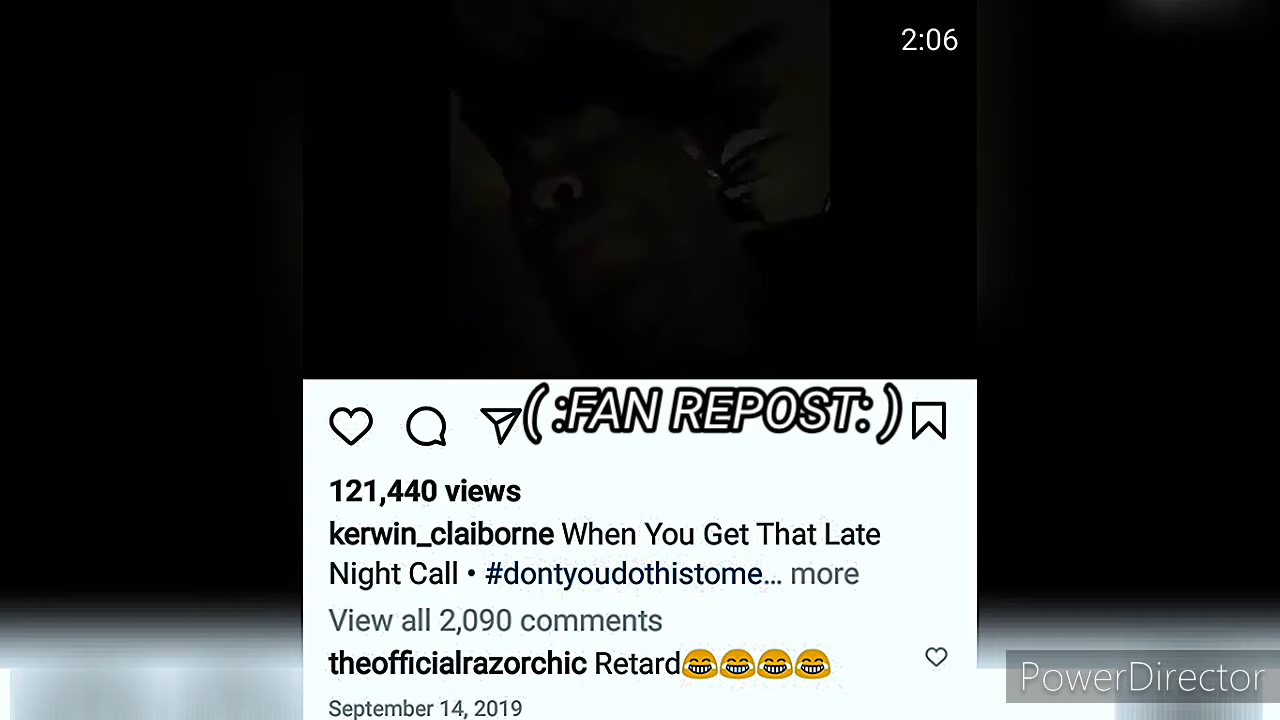 2:06
( :FAN REPOST: )
121,440 views
kerwin_claiborne When You Get That Late
Night Call • #dontyoudothistome... more
View all 2,090 comments
theofficialrazorchic Retard😂😂😂😂
September 14, 2019
PowerDirector